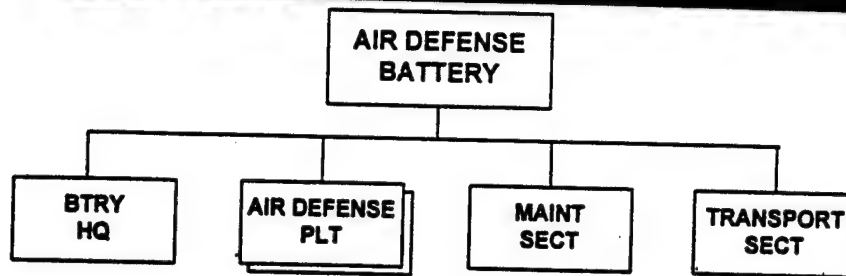 AIR DEFENSE
BATTERY
BTRY
HQ
AIR DEFENSE
PLT
MAINT
SECT
TRANSPORT
SECT